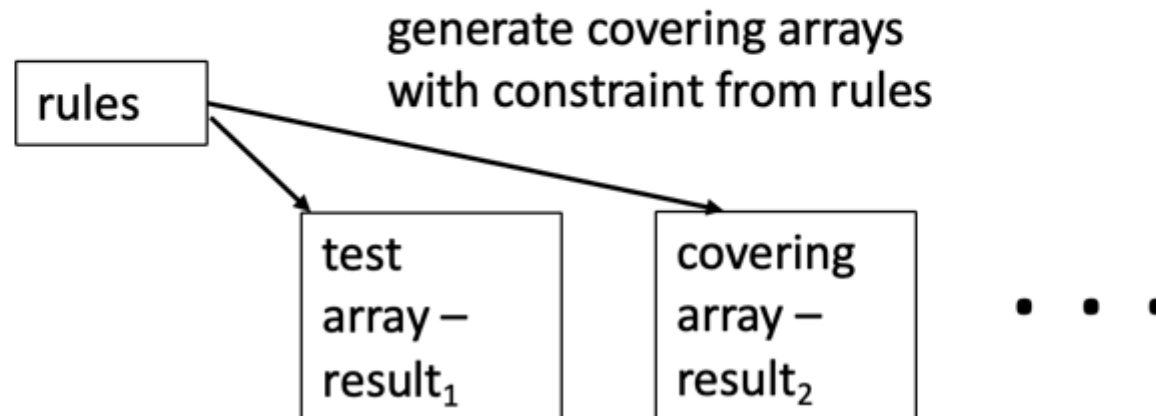 generate covering arrays
with constraint from rules
rules
test
array –
result₁
covering
array –
result₂
. . .